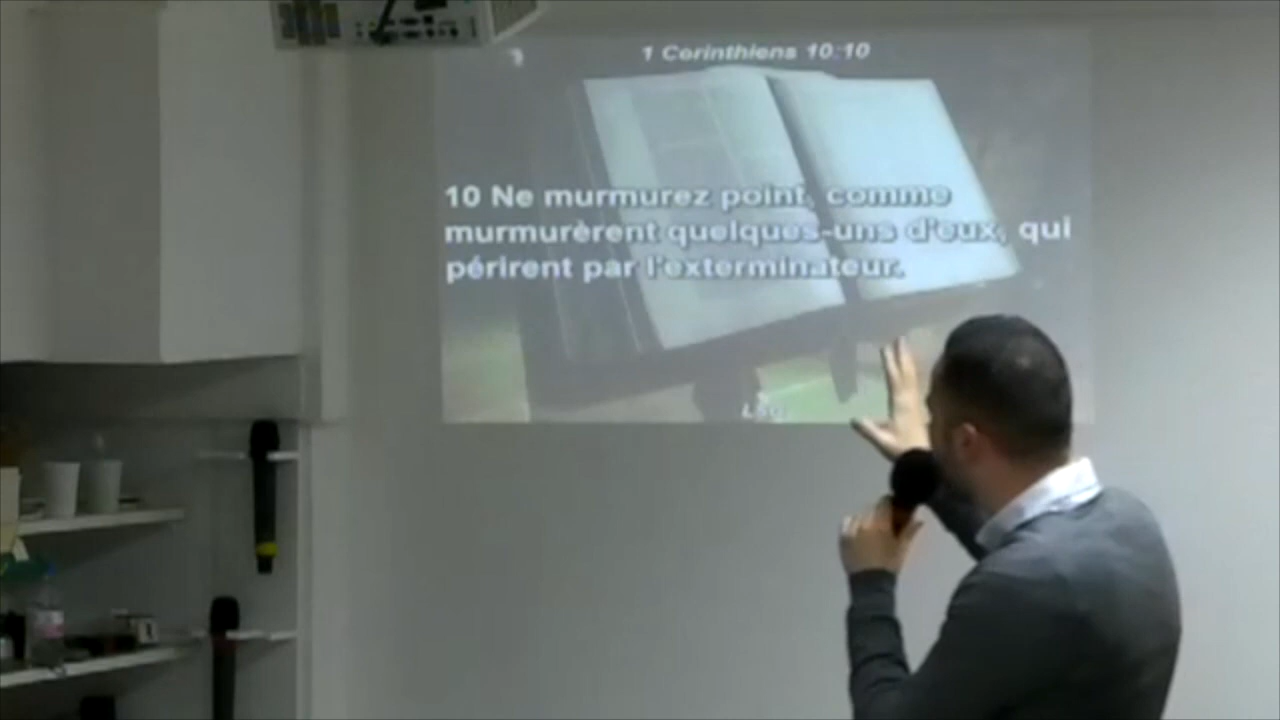 1 Corinthiens 10:10
10 Ne murmurez point, comme
murmurèrent quelques-uns d'eux, qui
périrent par l'exterminateur.